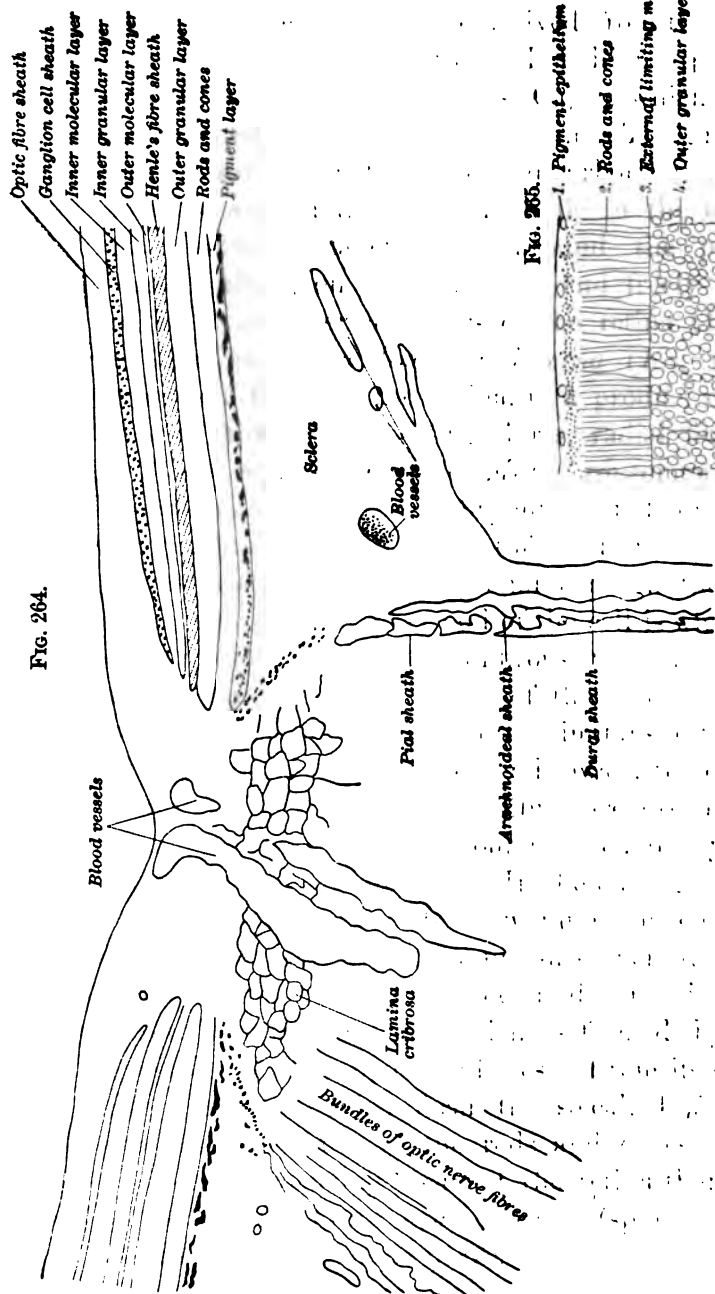 FIG. 264.
Optic fibre sheath
Ganglion cell sheath
Inner molecular layer
Inner granular layer
Outer molecular layer
Henle's fibre sheath
Outer granular layer
Rods and cones
Pigment layer
Blood vessels
Sclera
Blood
vessels
Lamina
cribrosa
Bundles of optic nerve fibres
Pial sheath
Arachnoideal sheath
Dural sheath
FIG. 265.
1. Pigment-epithelium
2. Rods and cones
3. External limiting m
4. Outer granular laye